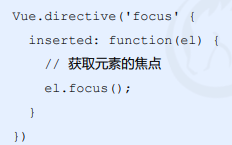 Vue.directive('focus' {
inserted: function(el) {
// 获取元素的焦点
el.focus();
}
})